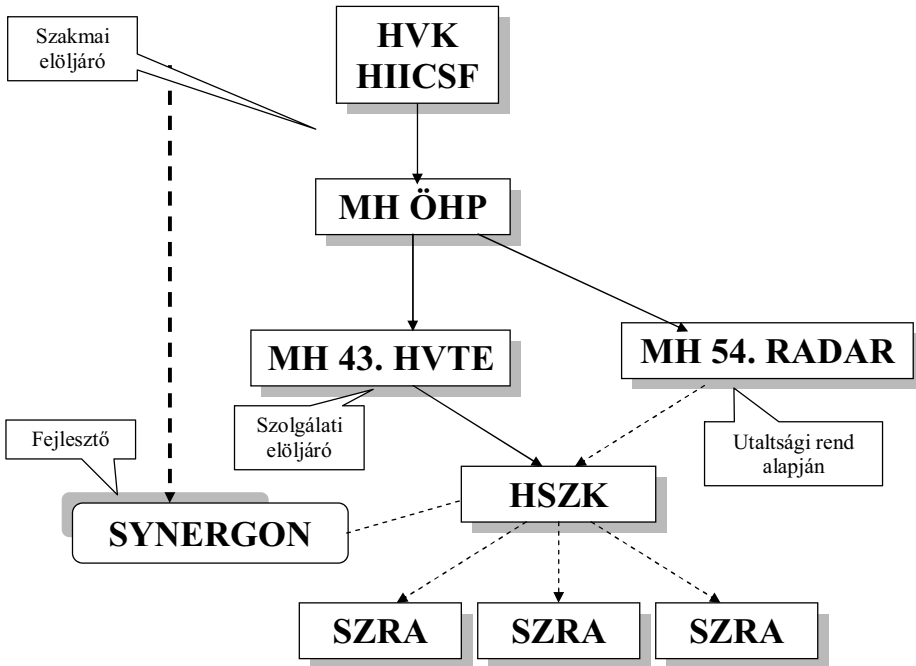 Szakmai
elöljáró
HVK
HIICSF
MH ÖHP
MH 43. HVTE
MH 54. RADAR
Szolgálati
elöljáró
Utaltsági rend
alapján
Fejlesztő
HSZK
SYNERGON
SZRA
SZRA
SZRA